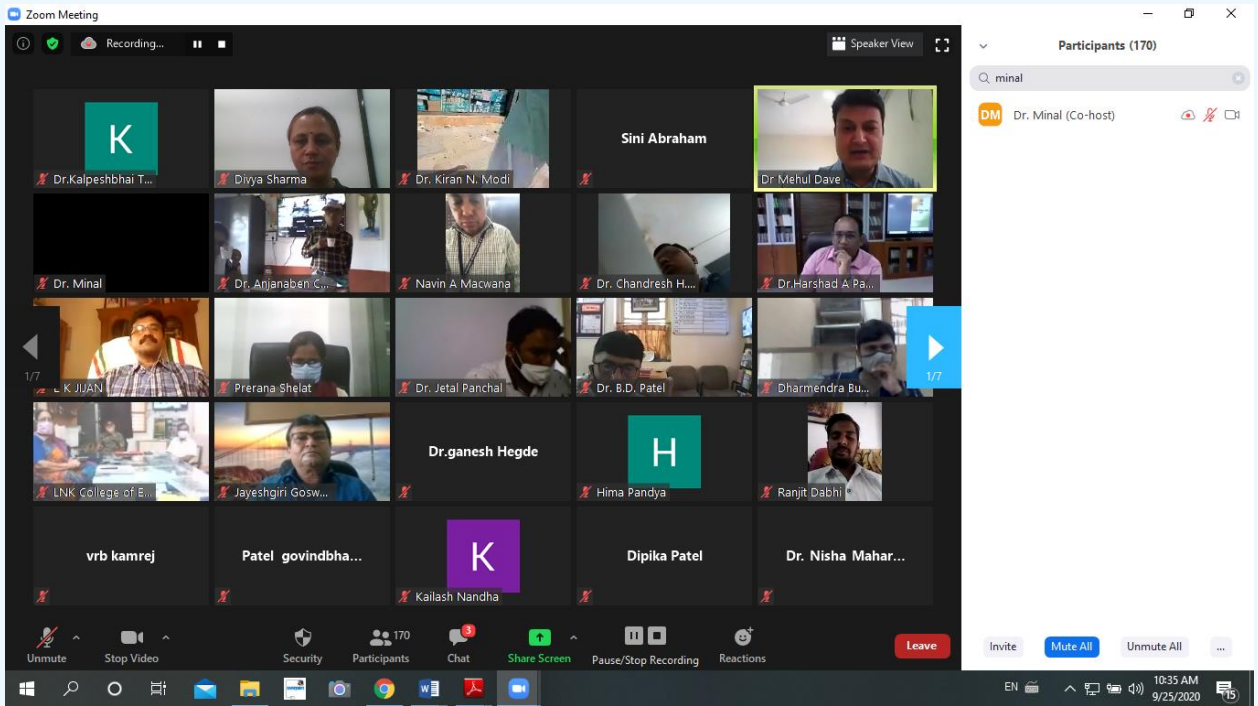 Zoom Meeting
Recording...
Speaker View
Participants (170)
minal
DM Dr. Minal (Co-host)
K
Dr.Kalpeshbhai T...
Divya Sharma
Dr. Kiran N. Modi
Sini Abraham
Dr Mehul Dave
Dr. Minal
Dr. Anjanaben C...
Navin A Macwana
Dr. Chandresh H....
Dr.Harshad A Pa...
1/7
K JIJAN
Prerana Shelat
Dr. Jetal Panchal
Dr. B.D. Patel
Dharmendra Bu...
1/7
LNK College of E...
Jayeshgiri Gosw...
Dr.ganesh Hegde
H
Hima Pandya
Ranjit Dabhi
vrb kamrej
Patel govindbha...
K
Kailash Nandha
Dipika Patel
Dr. Nisha Mahar...
Unmute
Stop Video
Security
Participants
170
Chat
3
Share Screen
Pause/Stop Recording
Reactions
Leave
Invite
Mute All
Unmute All
...
EN
10:35 AM
9/25/2020
15